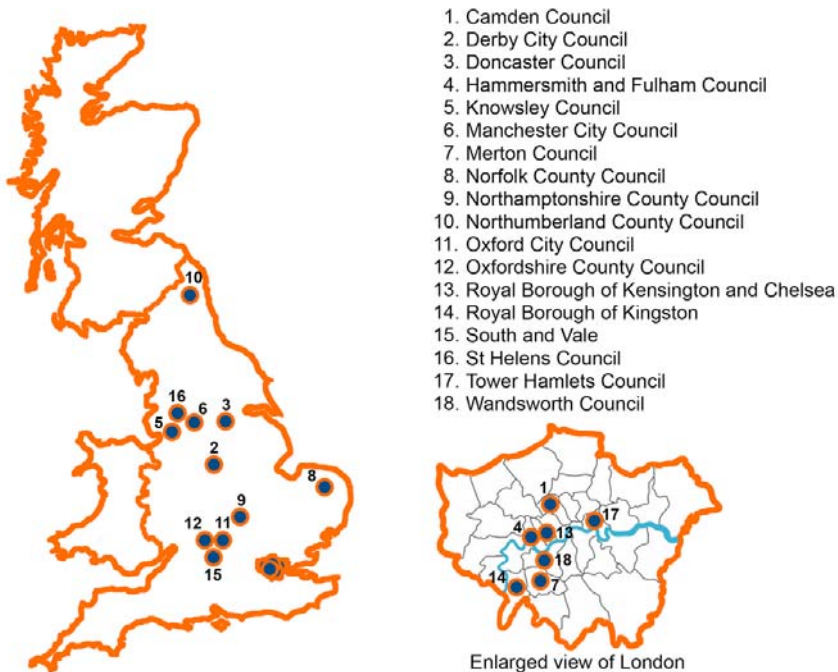 1. Camden Council
2. Derby City Council
3. Doncaster Council
4. Hammersmith and Fulham Council
5. Knowsley Council
6. Manchester City Council
7. Merton Council
8. Norfolk County Council
9. Northamptonshire County Council
10. Northumberland County Council
11. Oxford City Council
12. Oxfordshire County Council
13. Royal Borough of Kensington and Chelsea
14. Royal Borough of Kingston
15. South and Vale
16. St Helens Council
17. Tower Hamlets Council
18. Wandsworth Council
10
16
6
3
5
2
8
9
12
11
15
1
17
4
13
18
14
7
Enlarged view of London